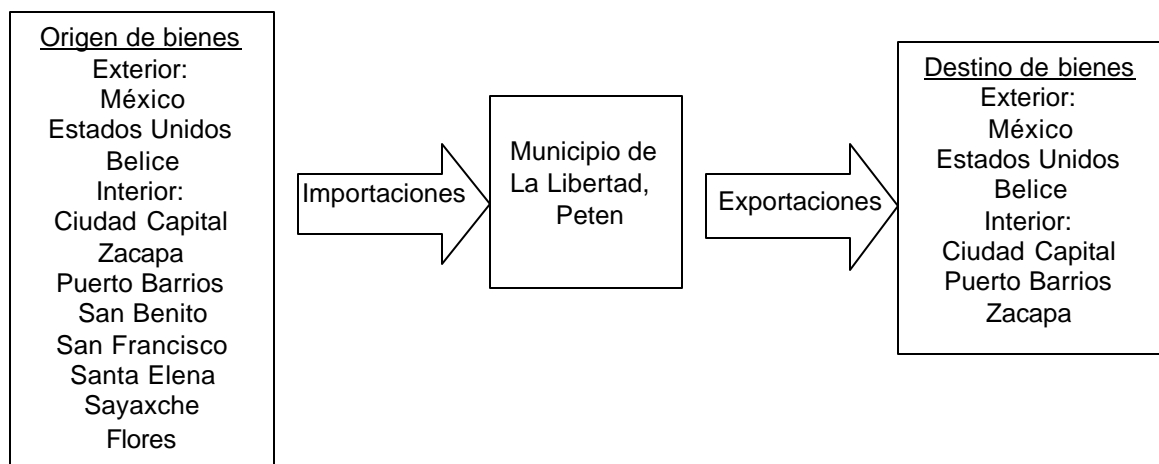 Origen de bienes
Exterior:
México
Estados Unidos
Belice
Interior:
Ciudad Capital
Zacapa
Puerto Barrios
San Benito
San Francisco
Santa Elena
Sayaxche
Flores
Importaciones
Municipio de
La Libertad,
Peten
Exportaciones
Destino de bienes
Exterior:
México
Estados Unidos
Belice
Interior:
Ciudad Capital
Puerto Barrios
Zacapa